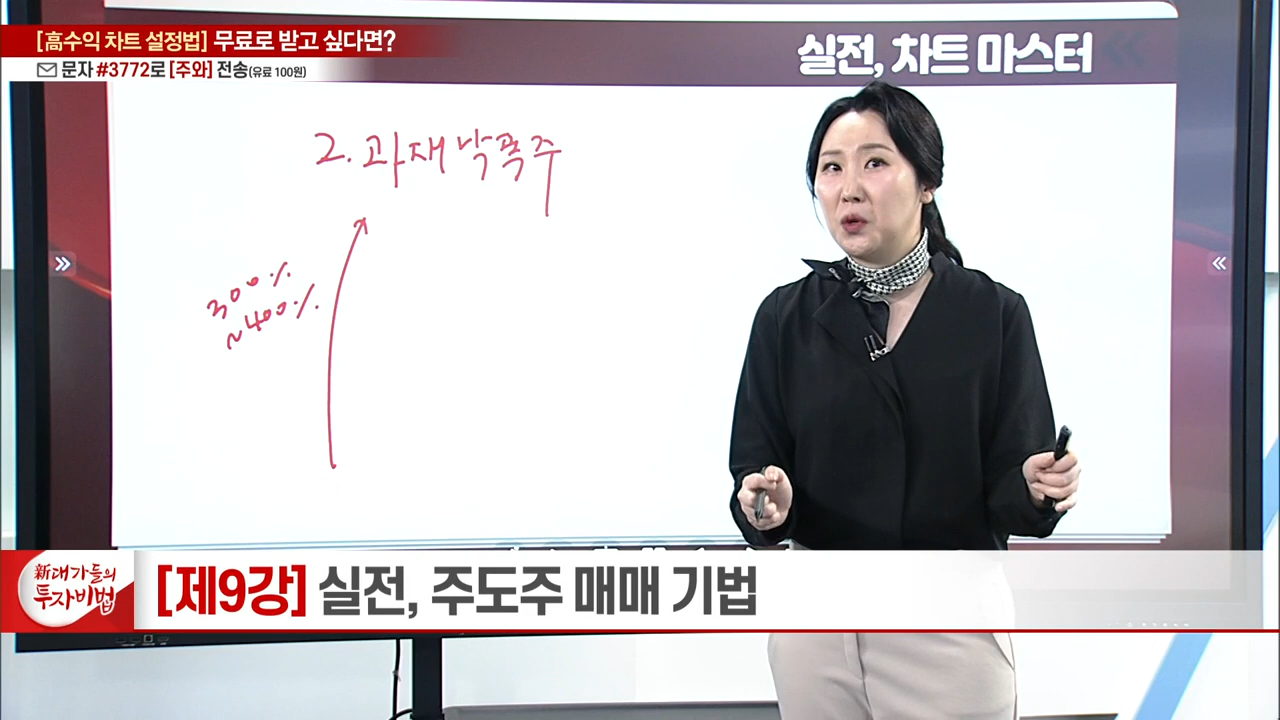 [高수익 차트 설정법] 무료로 받고 싶다면?
문자 #3772로 [주와] 전송(유료 100원)
실전, 차트 마스터
2. 과재낙폭주
300%
~400%
新대가들의
투자비법
[제9강] 실전, 주도주 매매 기법